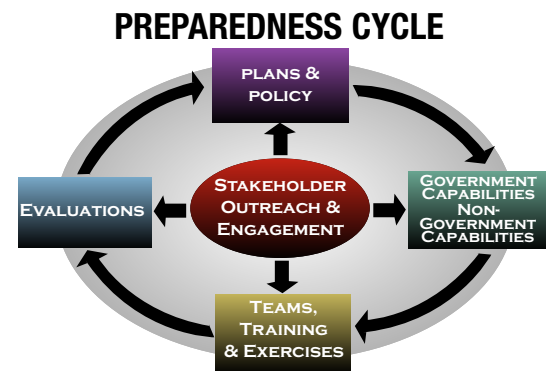 PREPAREDNESS CYCLE
PLANS &
POLICY
STAKEHOLDER
OUTREACH &
ENGAGEMENT
GOVERNMENT
CAPABILITIES
NON-
GOVERNMENT
CAPABILITIES
EVALUATIONS
TEAMS,
TRAINING
& EXERCISES